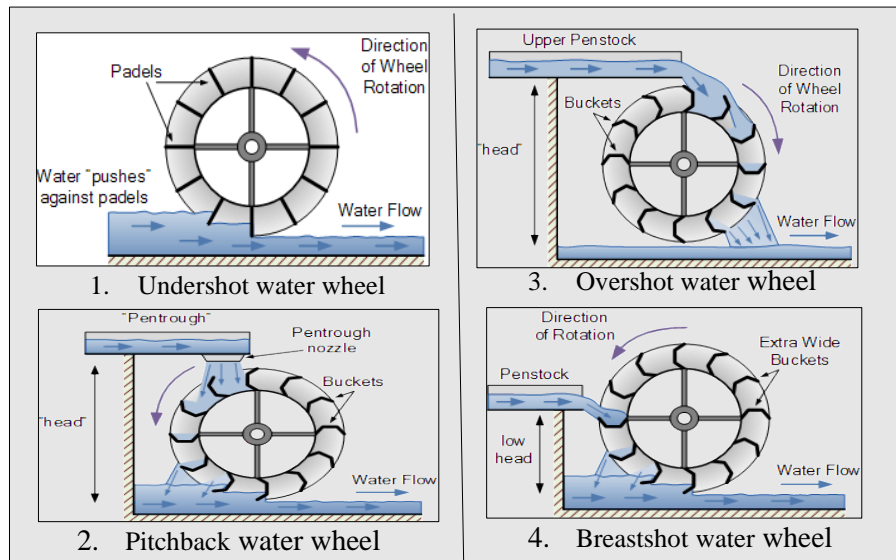 Direction
of Wheel
Rotation
Padels
Water "pushes"
against padels
Water Flow
1. Undershot water wheel
"Pentrough"
Pentrough
nozzle
Buckets
"head"
Water Flow
2. Pitchback water wheel
Upper Penstock
Direction
of Wheel
Rotation
Buckets
"head"
Water Flow
3. Overshot water wheel
Direction
of Rotation
Extra Wide
Buckets
Penstock
low
head
Water Flow
4. Breastshot water wheel